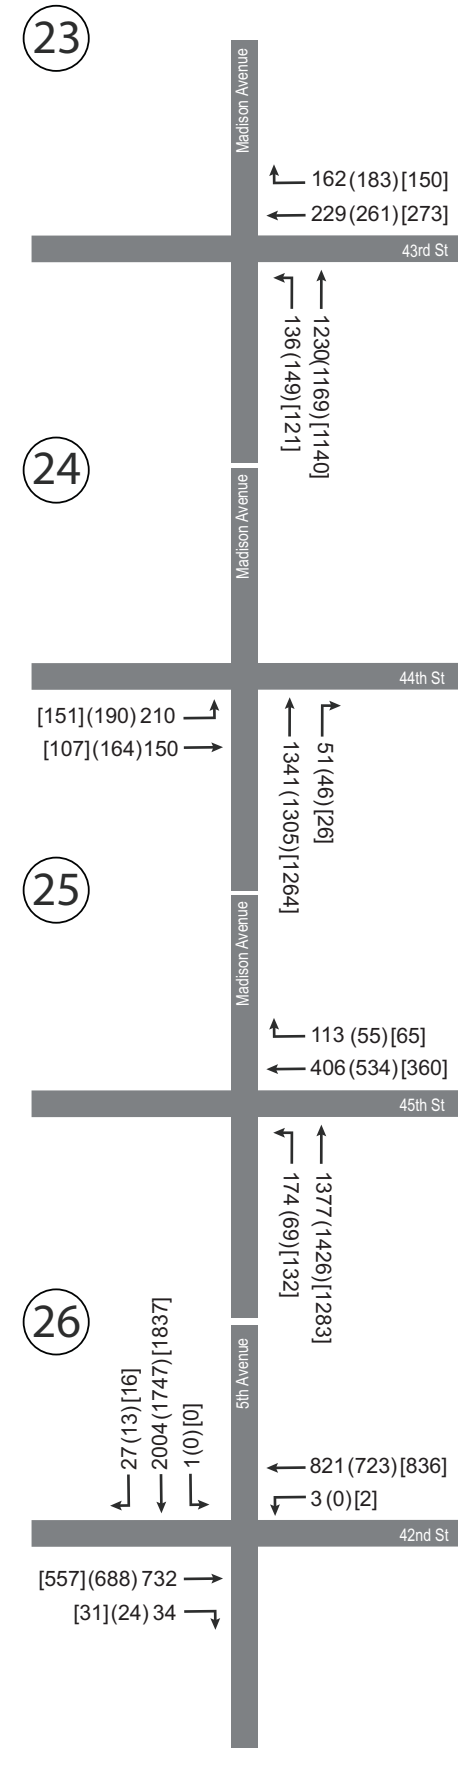 23
Madison Avenue
162 (183) [150]
229 (261) [273]
43rd St
136 (149) [121]
1230 (1169) [1140]
24
Madison Avenue
44th St
[151] (190) 210
[107] (164) 150
1341 (1305) [1264]
51 (46) [26]
25
Madison Avenue
113 (55) [65]
406 (534) [360]
45th St
174 (69) [132]
1377 (1426) [1283]
26
27 (13) [16]
2004 (1747) [1837]
1 (0) [0]
5th Avenue
821 (723) [836]
3 (0) [2]
42nd St
[557] (688) 732
[31] (24) 34